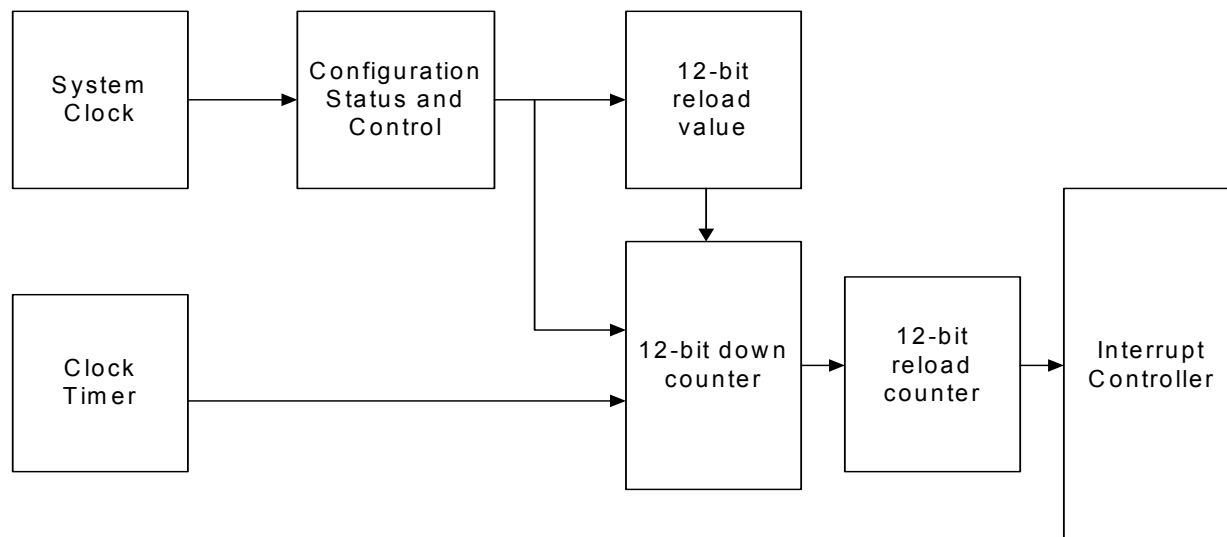 System
Clock
Configuration
Status and
Control
12-bit
reload
value
Clock
Timer
12-bit down
counter
12-bit
reload
counter
Interrupt
Controller